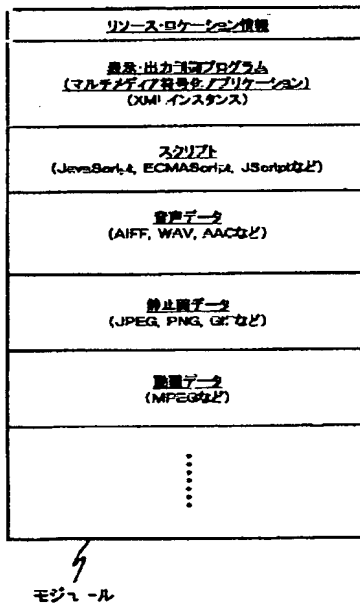 リソース・ロケーション情報
表示・出力制御プログラム
(マルチメディア符号化アプリケーション)
(XMLインスタンス)
スクリプト
(JavaScript, ECMAScript, JScriptなど)
音声データ
(AIFF, WAV, AACなど)
静止画データ
(JPEG, PNG, GIFなど)
動画データ
(MPEGなど)
モジュール